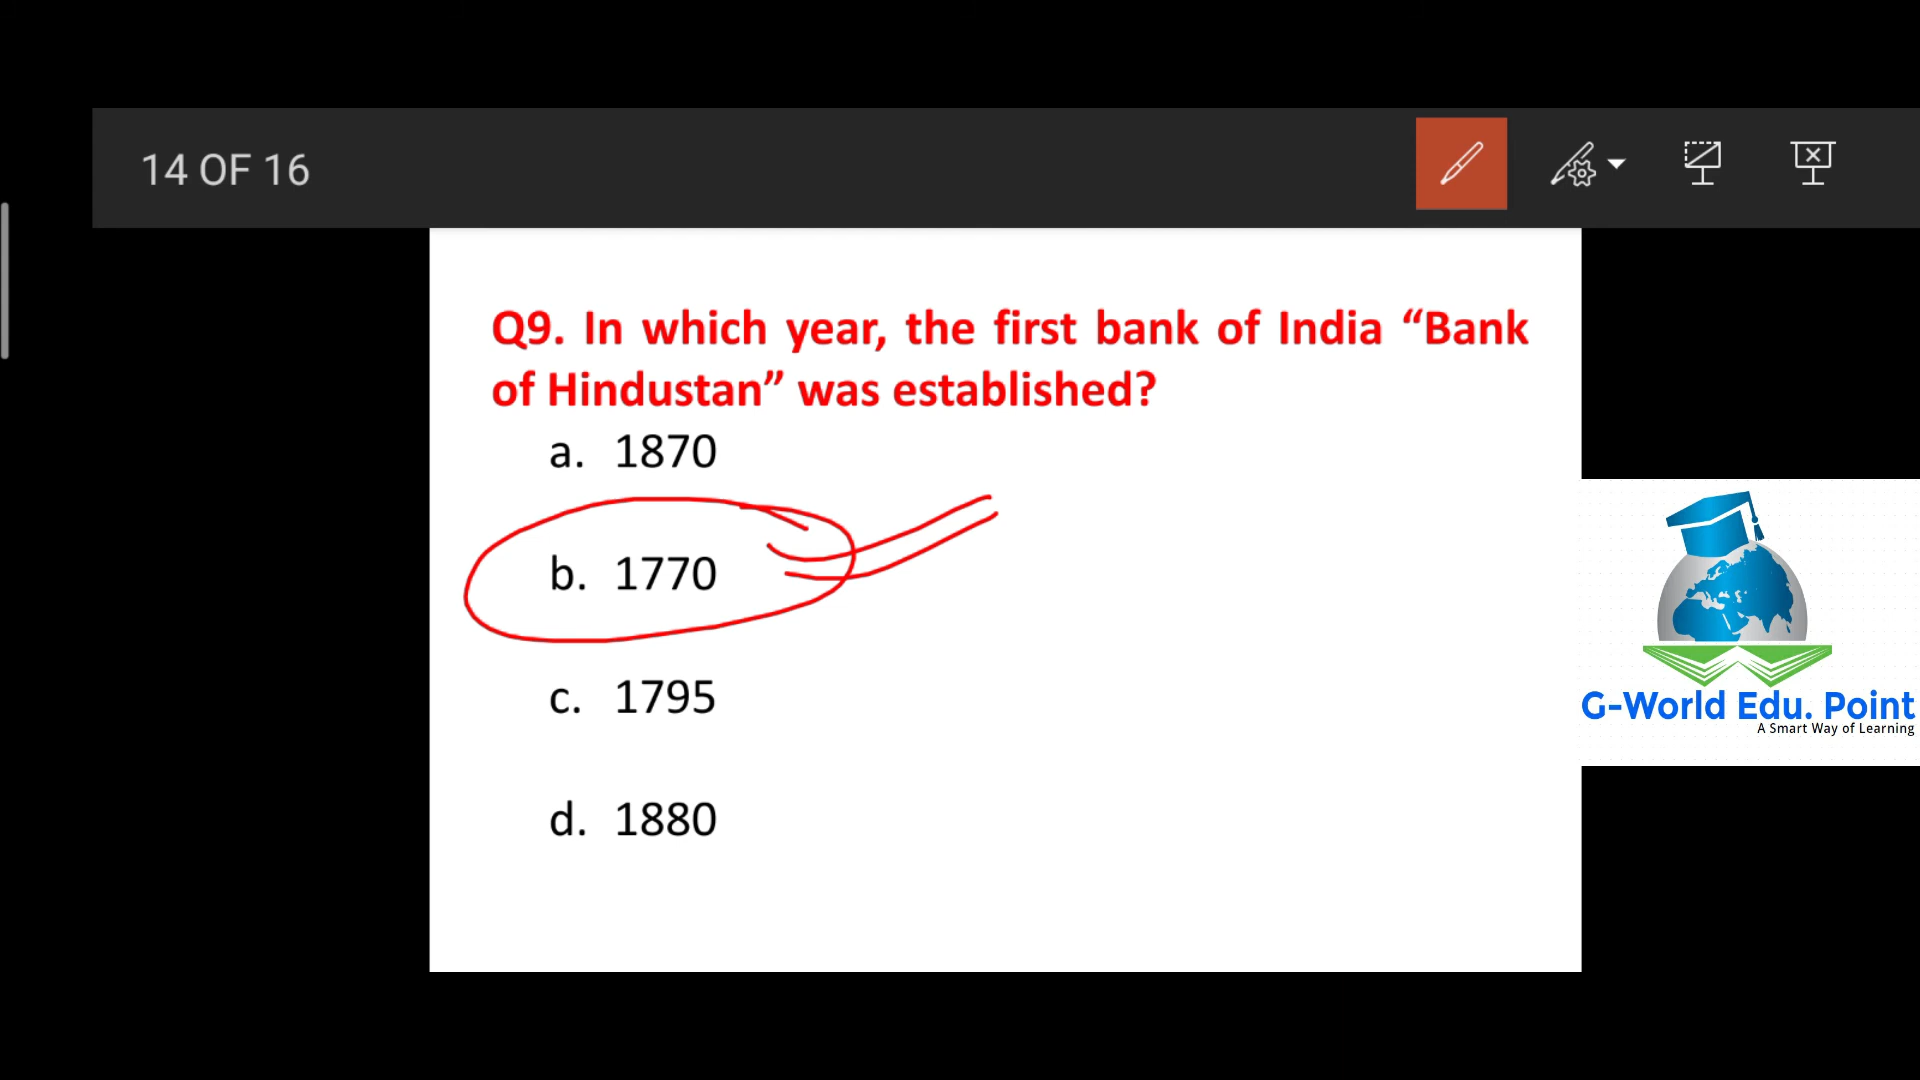 14 OF 16
Q9. In which year, the first bank of India “Bank
of Hindustan” was established?
a. 1870
b. 1770
c. 1795
d. 1880
G-World Edu. Point
A Smart Way of Learning